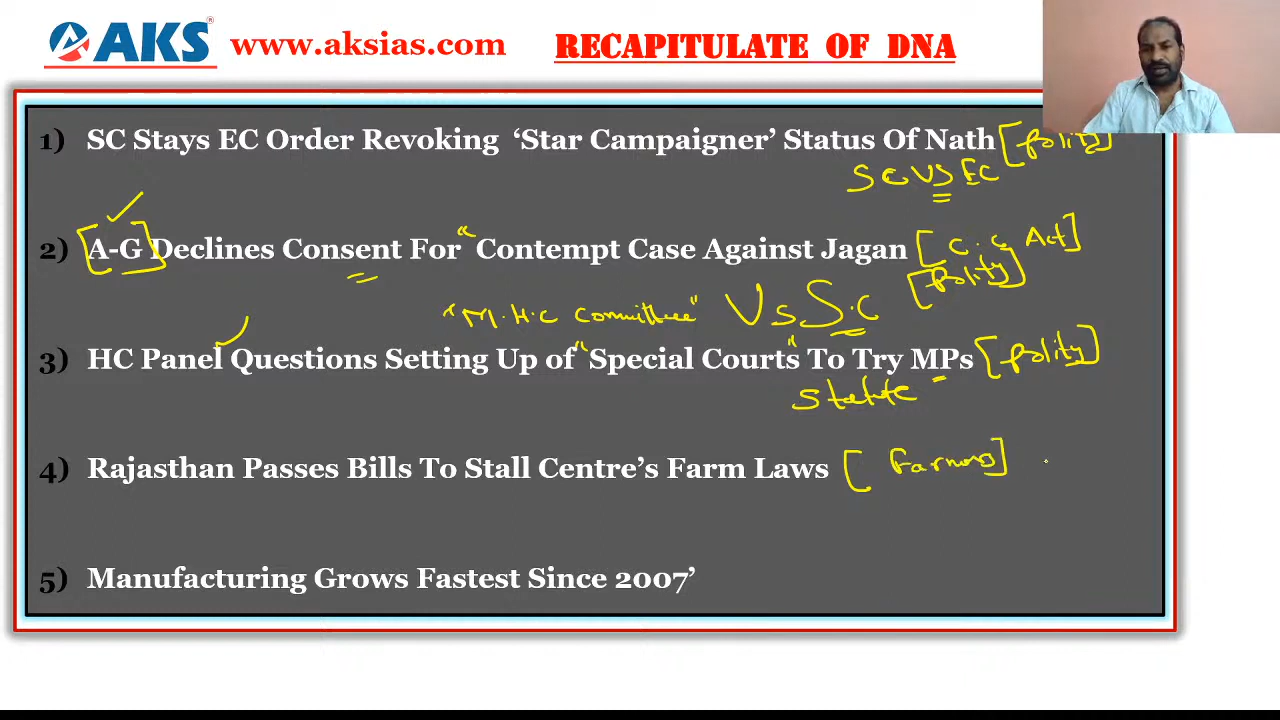 AKS® www.aksias.com RECAPITULATE OF DNA
1) SC Stays EC Order Revoking ‘Star Campaigner’ Status Of Nath [Polity]
SC VS EC
2) [A-G] Declines Consent For “Contempt Case Against Jagan [C.C Act]
[Polity]
“M.H.C Committee” Vs S.C
3) HC Panel Questions Setting Up of “Special Courts” To Try MPs [Polity]
Statute
4) Rajasthan Passes Bills To Stall Centre’s Farm Laws [Farmers]
5) Manufacturing Grows Fastest Since 2007’